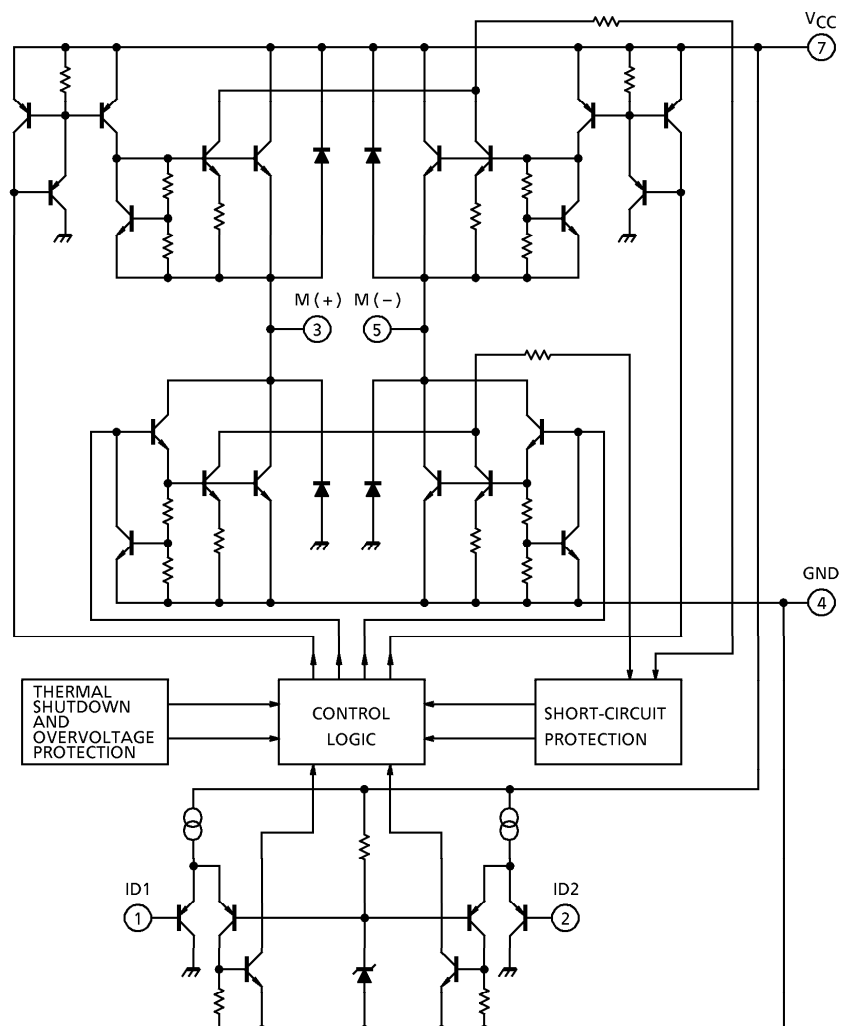 VCC
7
M (+) M (−)
3
5
GND
4
THERMAL
SHUTDOWN
AND
OVERVOLTAGE
PROTECTION
CONTROL
LOGIC
SHORT-CIRCUIT
PROTECTION
ID1
1
ID2
2